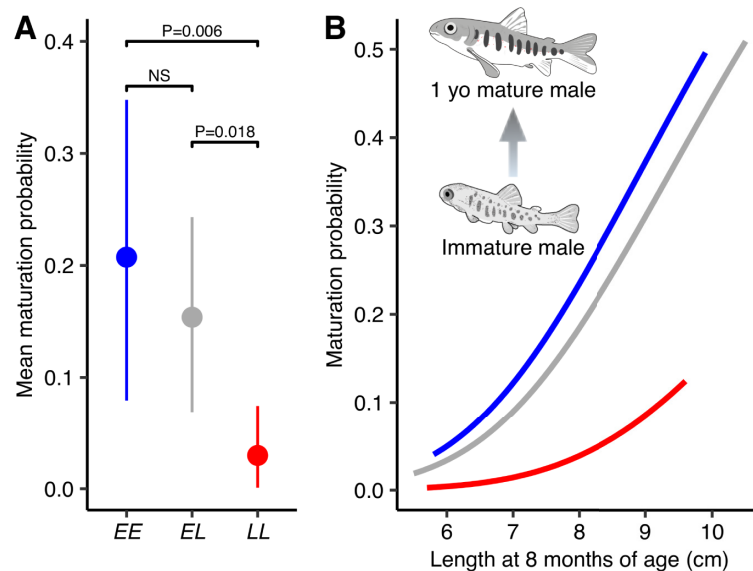 A
Mean maturation probability
0.4
0.3
0.2
0.1
0.0
P=0.006
NS
P=0.018
EE EL LL
B
Maturation probability
0.5
0.4
0.3
0.2
0.1
0.0
1 yo mature male
Immature male
6 7 8 9 10
Length at 8 months of age (cm)